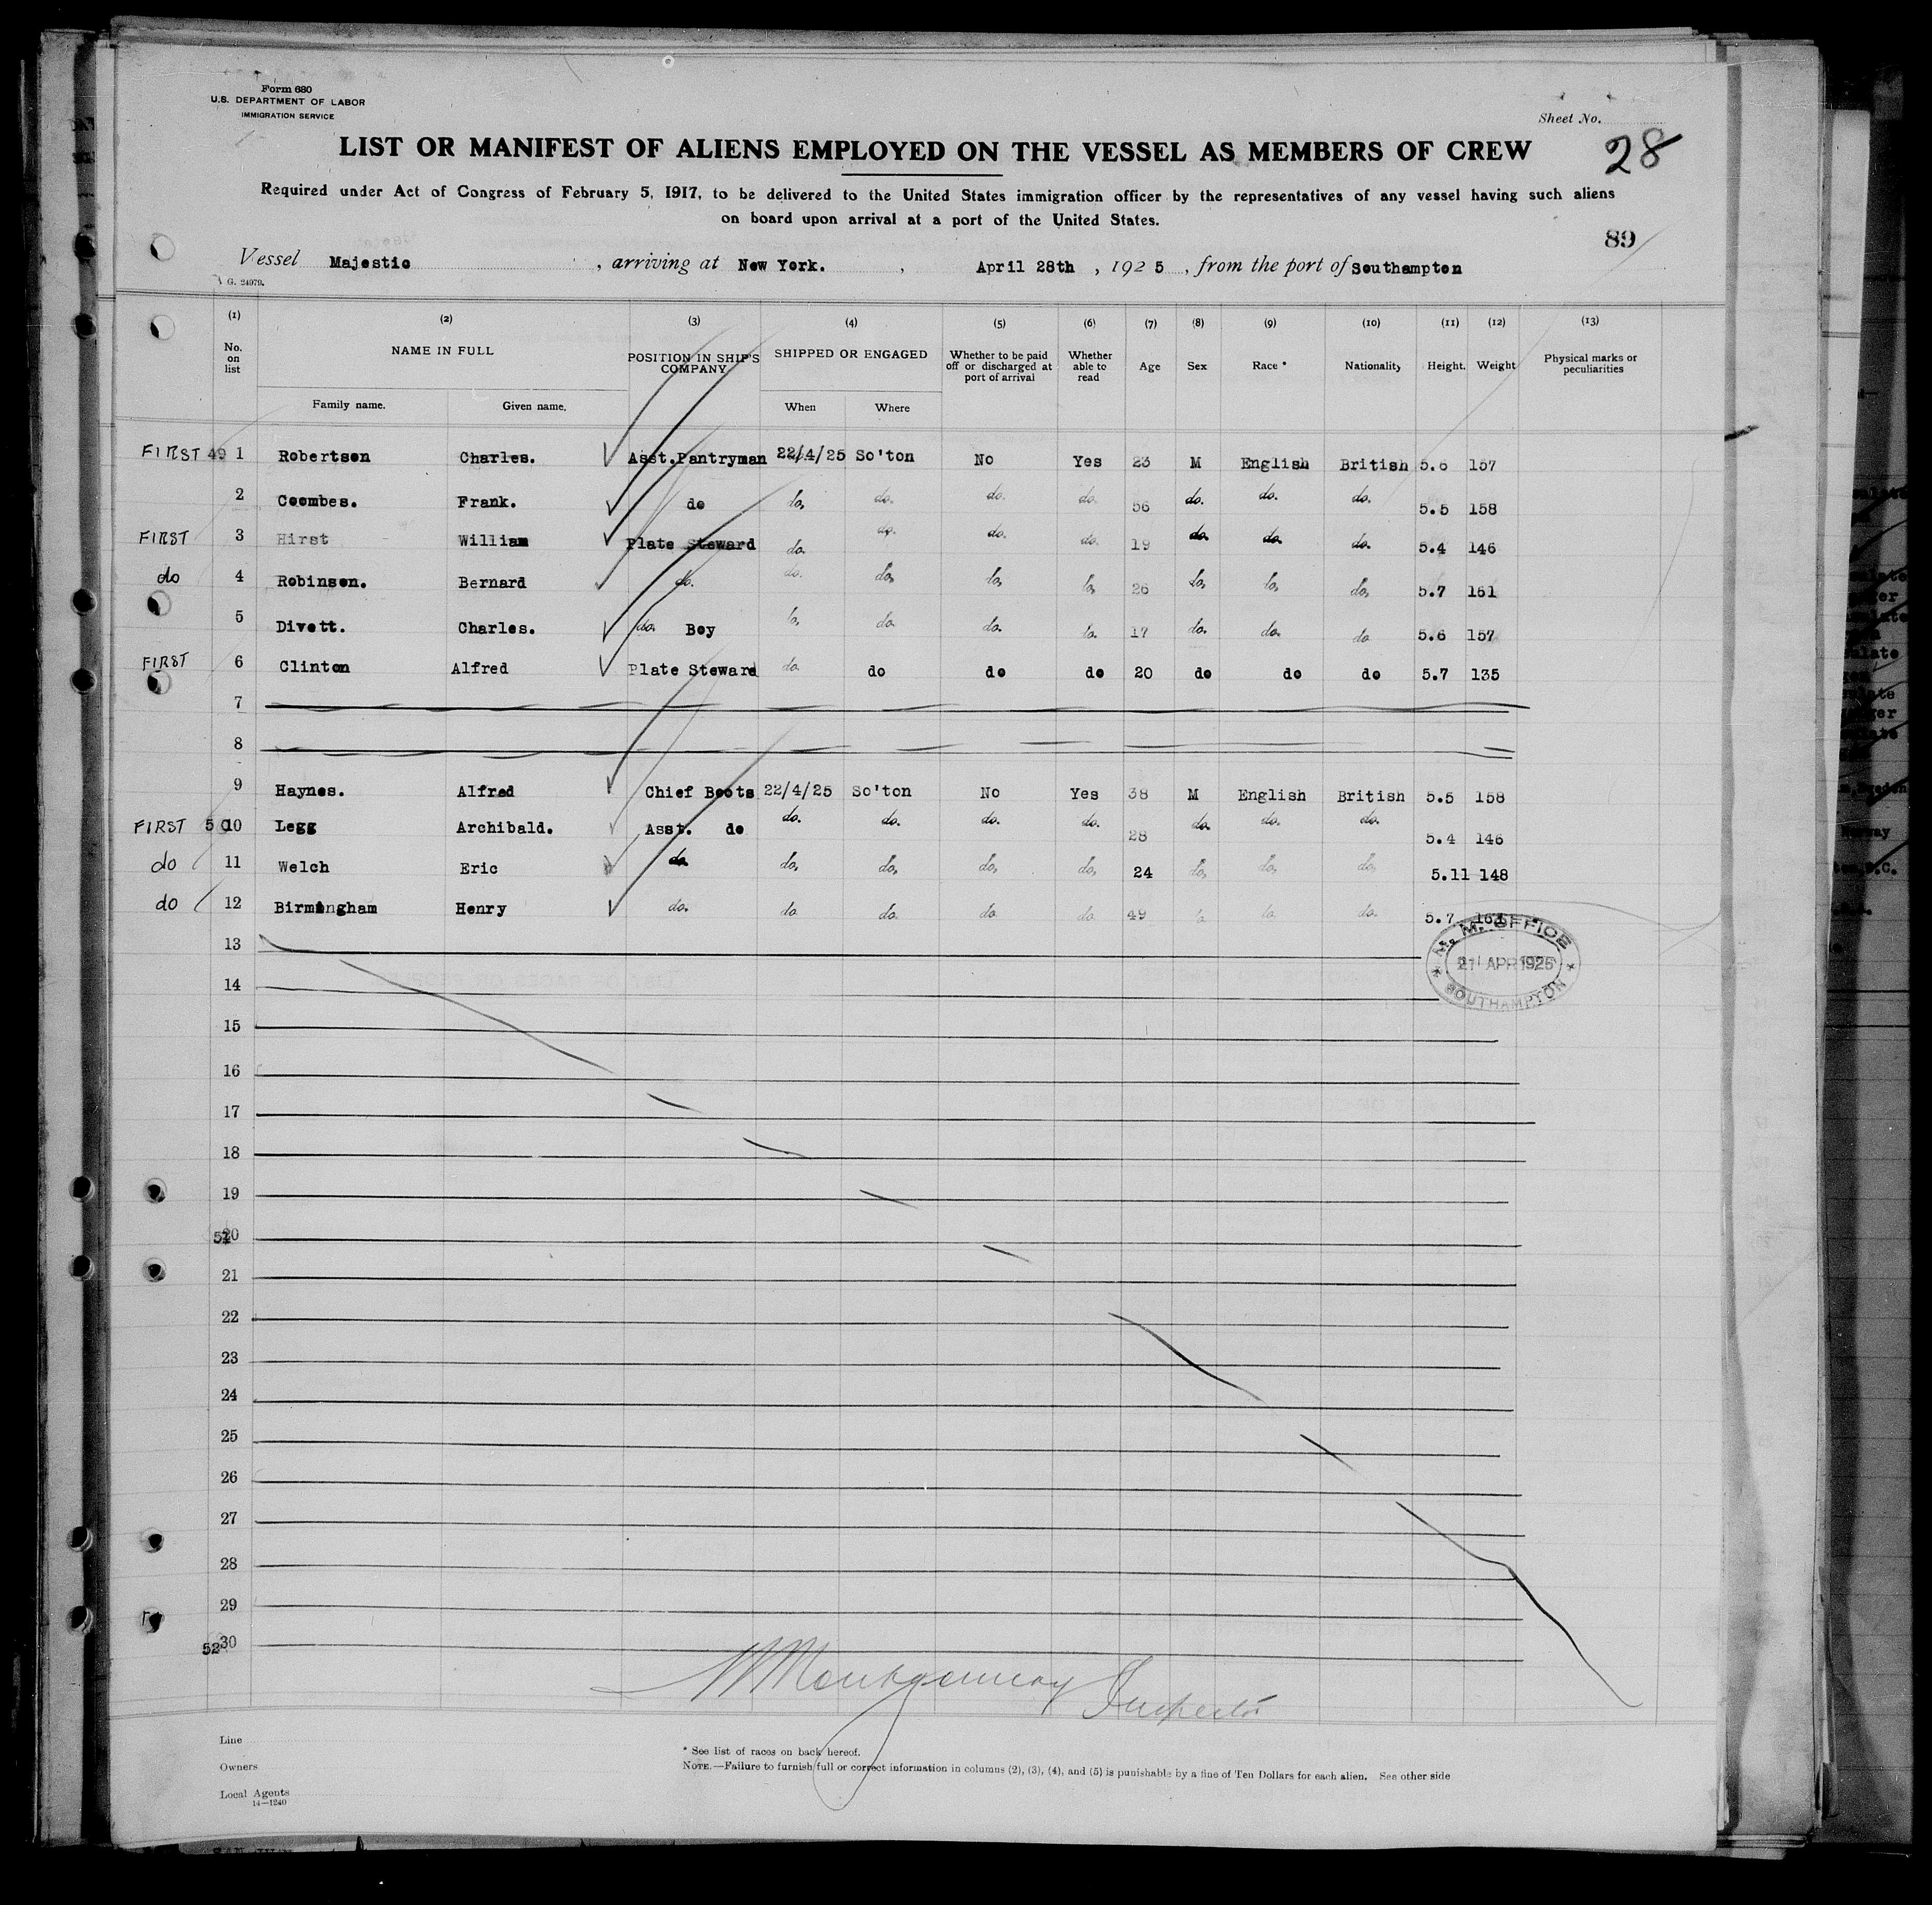 Form 680
U.S. DEPARTMENT OF LABOR
IMMIGRATION SERVICE
Sheet No.
28
LIST OR MANIFEST OF ALIENS EMPLOYED ON THE VESSEL AS MEMBERS OF CREW
Required under Act of Congress of February 5, 1917, to be delivered to the United States immigration officer by the representatives of any vessel having such aliens
on board upon arrival at a port of the United States.
89
Vessel Majestic , arriving at New York. , April 28th , 1925 , from the port of Southampton
G. 24979.
(1) (2) (3) (4) (5) (6) (7) (8) (9) (10) (11) (12) (13)
No. on list NAME IN FULL POSITION IN SHIP'S COMPANY SHIPPED OR ENGAGED Whether to be paid off or discharged at port of arrival Whether able to read Age Sex Race * Nationality Height. Weight Physical marks or peculiarities
Family name. Given name. When Where
FIRST 49 1 Robertson Charles. Asst.Pantryman 22/4/25 So'ton No Yes 23 M English British 5.6 157
2 Coombes. Frank. do do. do. do. do. 56 do. do. do. 5.5 158
FIRST 3 Hirst William Plate Steward do. do. do. do. 19 do. do. do. 5.4 146
do 4 Robinson. Bernard do. do. do. do. do. 26 do. do. do. 5.7 161
5 Divett. Charles. do. Boy do. do. do. do. 17 do. do. do 5.6 157
FIRST 6 Clinton Alfred Plate Steward do. do do do 20 do do do 5.7 135
7
8
9 Haynes. Alfred Chief Boots 22/4/25 So'ton No Yes 38 M English British 5.5 158
FIRST 50 10 Legg Archibald. Asst. do do. do. do. do. 28 do. do. do. 5.4 146
do 11 Welch Eric do. do. do. do. do. 24 do. do. do. 5.11 148
do 12 Birmingham Henry do. do do. do do 49 do do. do. 5.7 163
M. M. OFFICE
21 APR 1925
SOUTHAMPTON
13
14
15
16
17
18
19
51 20
21
22
23
24
25
26
27
28
29
52 30
Montgomery Inspector
Line
Owners
Local Agents
14—1240
* See list of races on back hereof.
NOTE.—Failure to furnish full or correct information in columns (2), (3), (4), and (5) is punishable by a fine of Ten Dollars for each alien. See other side